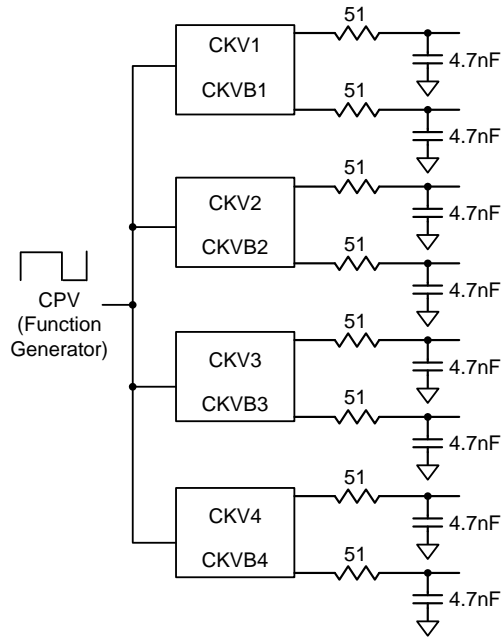 51
CKV1
4.7nF
CKVB1
51
4.7nF
51
CKV2
4.7nF
CKVB2
51
4.7nF
CPV
(Function
Generator)
51
CKV3
4.7nF
CKVB3
51
4.7nF
51
CKV4
4.7nF
CKVB4
51
4.7nF